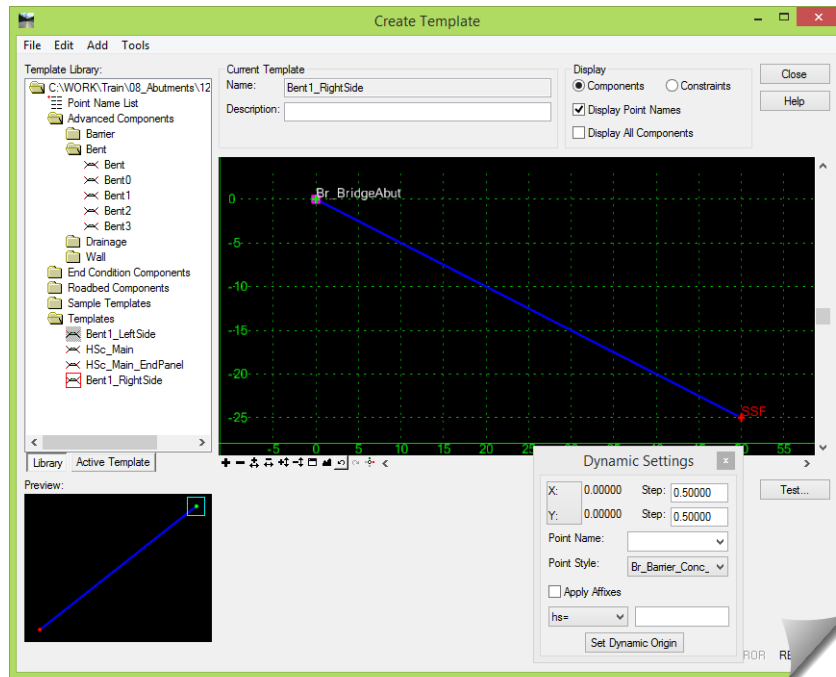 Create Template
File Edit Add Tools
Template Library:
C:\WORK\Train\08_Abutments\12
Point Name List
Advanced Components
Barrier
Bent
Bent
Bent0
Bent1
Bent2
Bent3
Drainage
Wall
End Condition Components
Roadbed Components
Sample Templates
Templates
Bent1_LeftSide
HSc_Main
HSc_Main_EndPanel
Bent1_RightSide
Library Active Template
Preview:
Current Template
Name: Bent1_RightSide
Description:
Display
Components Constraints
Display Point Names
Display All Components
Close
Help
Br_BridgeAbut
0
-5
-10
-15
-20
-25
SSF
-5 0 5 10 15 20 25 50 55
Test...
Dynamic Settings
X: 0.00000 Step: 0.50000
Y: 0.00000 Step: 0.50000
Point Name:
Point Style: Br_Barrier_Conc_
Apply Affixes
hs=
Set Dynamic Origin